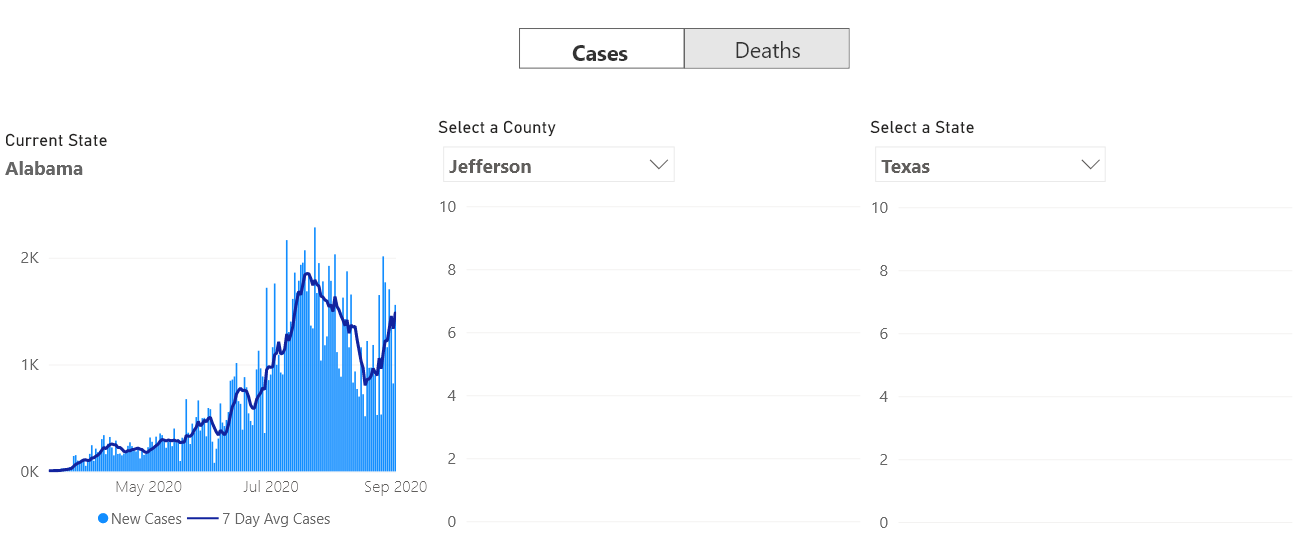 Cases
Deaths
Current State
Alabama
2K
1K
0K
May 2020
Jul 2020
Sep 2020
New Cases
7 Day Avg Cases
Select a County
Jefferson
10
8
6
4
2
0
Select a State
Texas
10
8
6
4
2
0